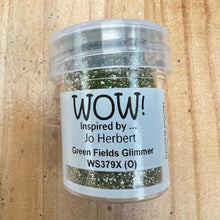 WOW!
Inspired by ...
Jo Herbert
Green Fields Glimmer
WS379X (O)